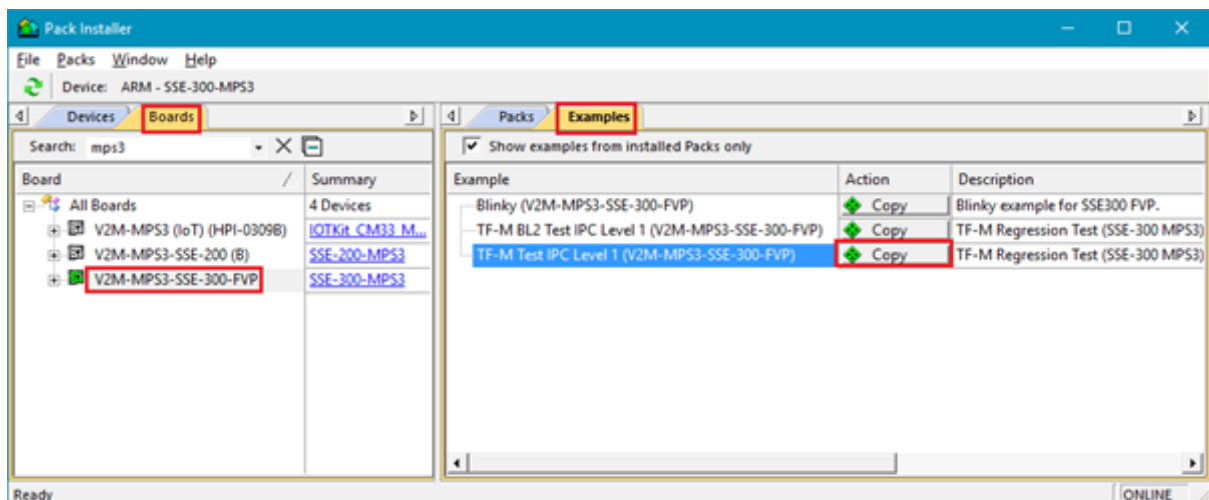 Pack Installer
File Packs Window Help
Device: ARM - SSE-300-MPS3
Devices Boards
Search: mps3
Board Summary
All Boards 4 Devices
V2M-MPS3 (IoT) (HPI-0309B) IOTKit_CM33_M...
V2M-MPS3-SSE-200 (B) SSE-200-MPS3
V2M-MPS3-SSE-300-FVP SSE-300-MPS3
Packs Examples
Show examples from installed Packs only
Example Action Description
Blinky (V2M-MPS3-SSE-300-FVP) Copy Blinky example for SSE300 FVP.
TF-M BL2 Test IPC Level 1 (V2M-MPS3-SSE-300-FVP) Copy TF-M Regression Test (SSE-300 MPS3)
TF-M Test IPC Level 1 (V2M-MPS3-SSE-300-FVP) Copy TF-M Regression Test (SSE-300 MPS3)
Ready ONLINE